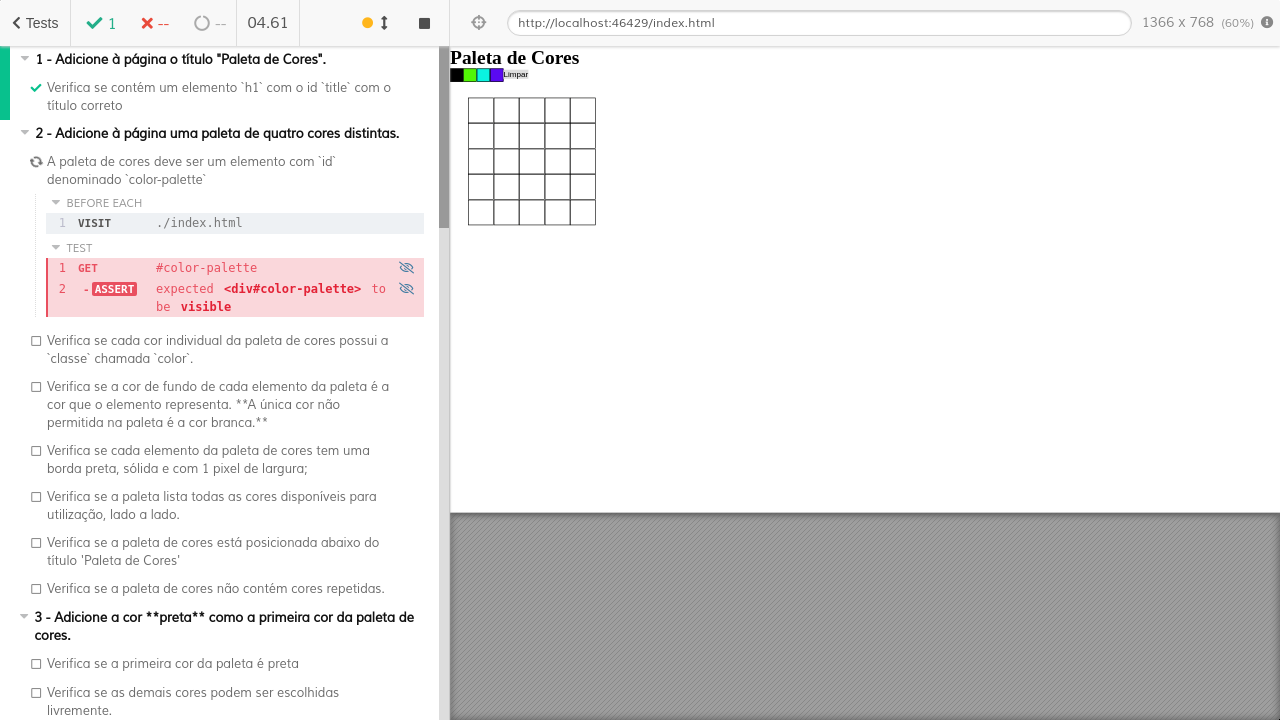 Tests 1 -- -- 04.61 http://localhost:46429/index.html 1366 x 768 (60%)
1 - Adicione à página o título "Paleta de Cores".
Verifica se contém um elemento `h1` com o id `title` com o
título correto
2 - Adicione à página uma paleta de quatro cores distintas.
A paleta de cores deve ser um elemento com `id`
denominado `color-palette`
BEFORE EACH
1 VISIT ./index.html
TEST
1 GET #color-palette
2 -ASSERT expected <div#color-palette> to
be visible
Verifica se cada cor individual da paleta de cores possui a
`classe` chamada `color`.
Verifica se a cor de fundo de cada elemento da paleta é a
cor que o elemento representa. **A única cor não
permitida na paleta é a cor branca.**
Verifica se cada elemento da paleta de cores tem uma
borda preta, sólida e com 1 pixel de largura;
Verifica se a paleta lista todas as cores disponíveis para
utilização, lado a lado.
Verifica se a paleta de cores está posicionada abaixo do
título 'Paleta de Cores'
Verifica se a paleta de cores não contém cores repetidas.
3 - Adicione a cor **preta** como a primeira cor da paleta de
cores.
Verifica se a primeira cor da paleta é preta
Verifica se as demais cores podem ser escolhidas
livremente.
Paleta de Cores
Limpar